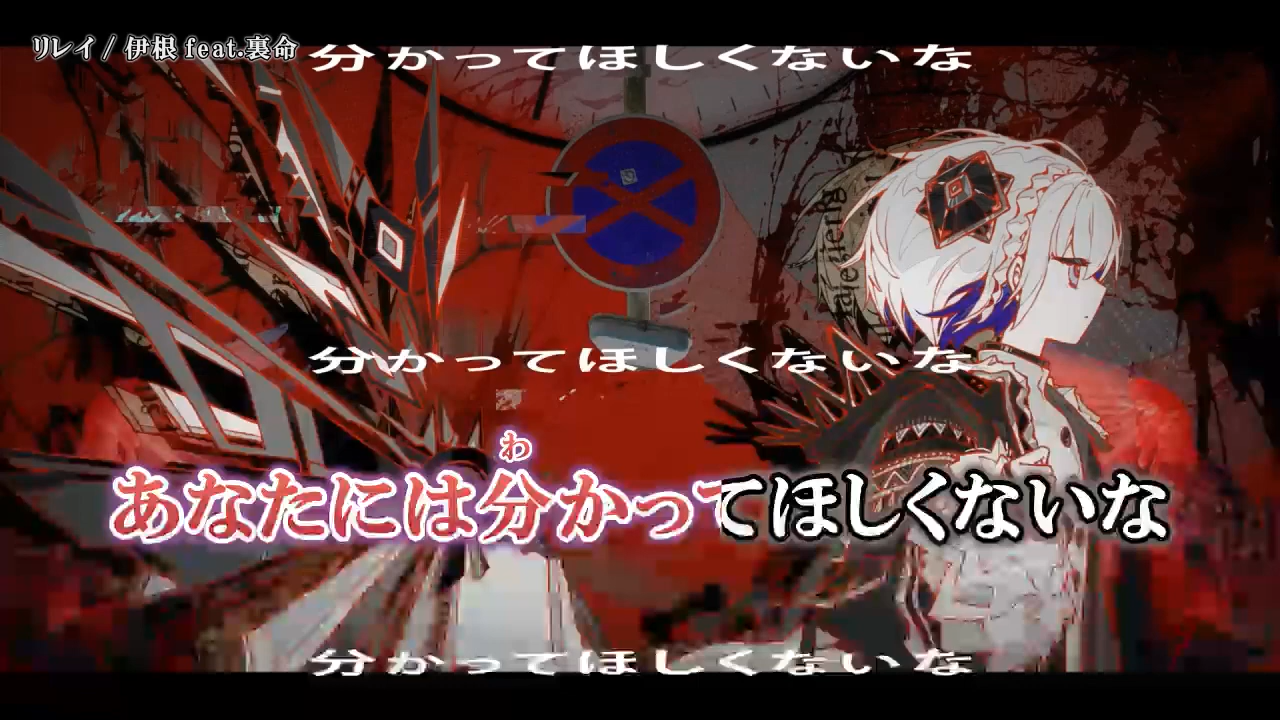 リレイ / 伊根 feat.裏命
分かってほしくないな
分かってほしくないな
わ
あなたには分かってほしくないな
分かってほしくないな